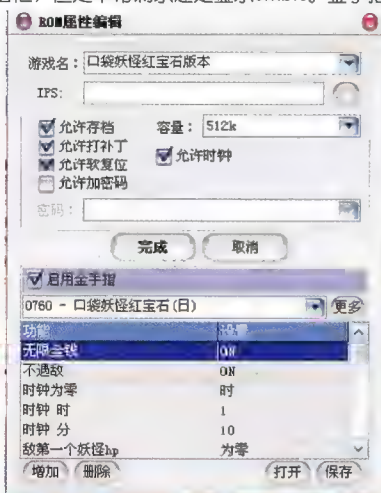 ROM属性编辑
游戏名：口袋妖怪红宝石版本
IPS：
允许存档 容量：512k
允许打补丁 允许时钟
允许软复位
允许加密码
密码：
完成 取消
启用金手指
0760 - 口袋妖怪红宝石(日) 更多
功能 设置
无限金钱 ON
不遇敌 ON
时钟为零 时
时钟 时 1
时钟 分 10
敌第一个妖怪hp 为零
增加 删除 打开 保存